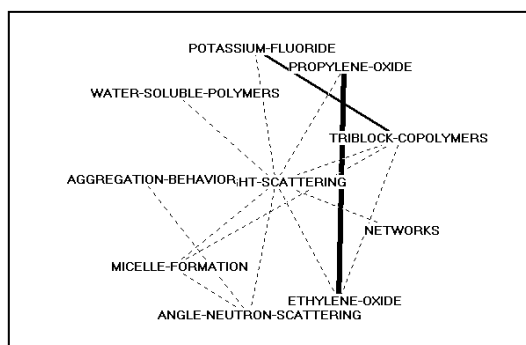 POTASSIUM-FLUORIDE
PROPYLENE-OXIDE
WATER-SOLUBLE-POLYMERS
TRIBLOCK-COPOLYMERS
AGGREGATION-BEHAVIOR
HT-SCATTERING
NETWORKS
MICELLE-FORMATION
ETHYLENE-OXIDE
ANGLE-NEUTRON-SCATTERING